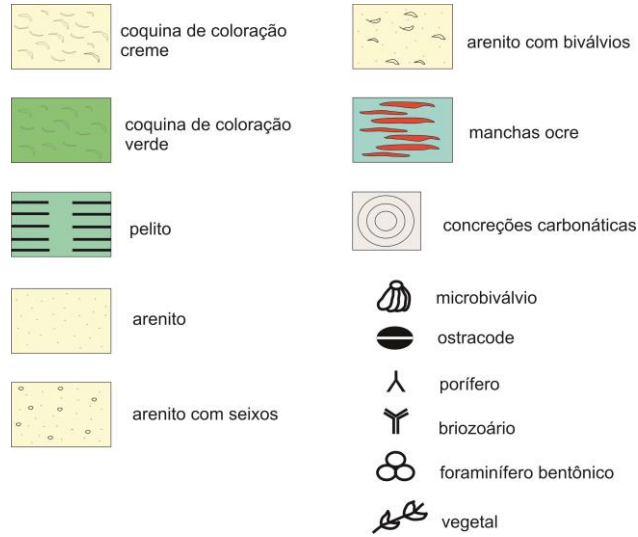 coquina de coloração
creme
coquina de coloração
verde
pelito
arenito
arenito com seixos
arenito com biválvios
manchas ocre
concreções carbonáticas
microbiválvio
ostracode
porífero
briozoário
foraminífero bentônico
vegetal